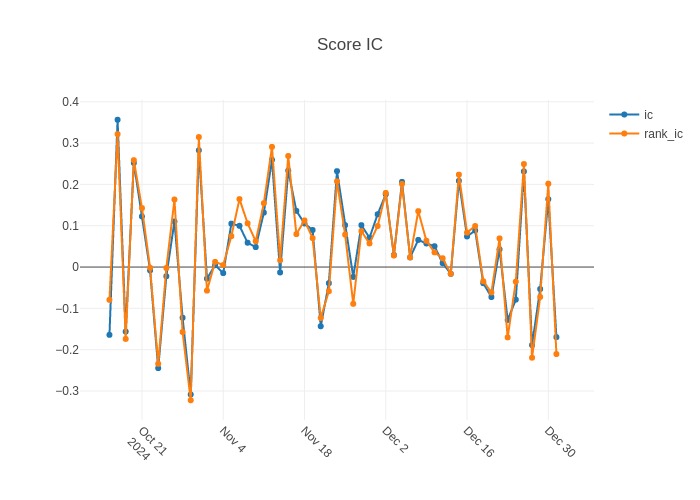 Score IC
ic
rank_ic
0.4
0.3
0.2
0.1
0
−0.1
−0.2
−0.3
Oct 21
2024
Nov 4
Nov 18
Dec 2
Dec 16
Dec 30